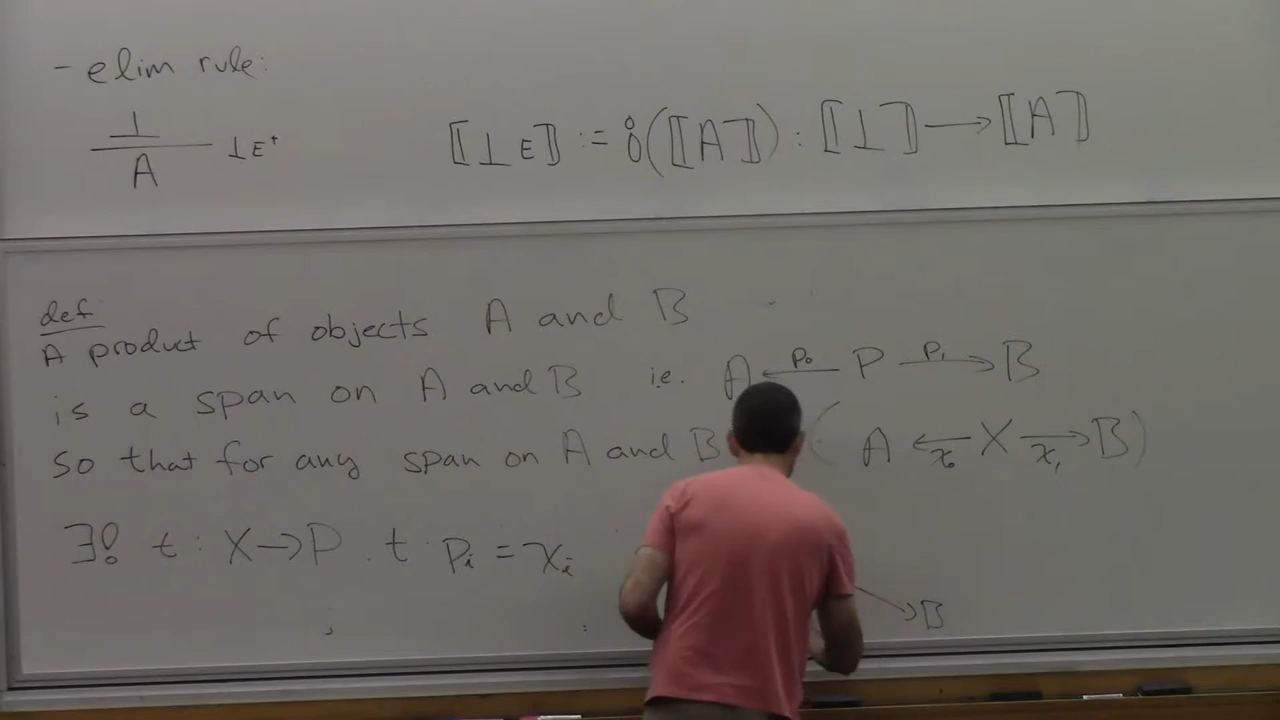 - elim rule:
⊥
A
⊥E⁺
⟦⊥E⟧ := ¡(⟦A⟧) : ⟦⊥⟧ ⟶ ⟦A⟧
def
A product of objects A and B
is a span on A and B i.e. A ←p₀ P p₁→ B
so that for any span on A and B ( A ←x₀ X x₁→ B )
∃! t : X → P . t · pᵢ = xᵢ
→ B